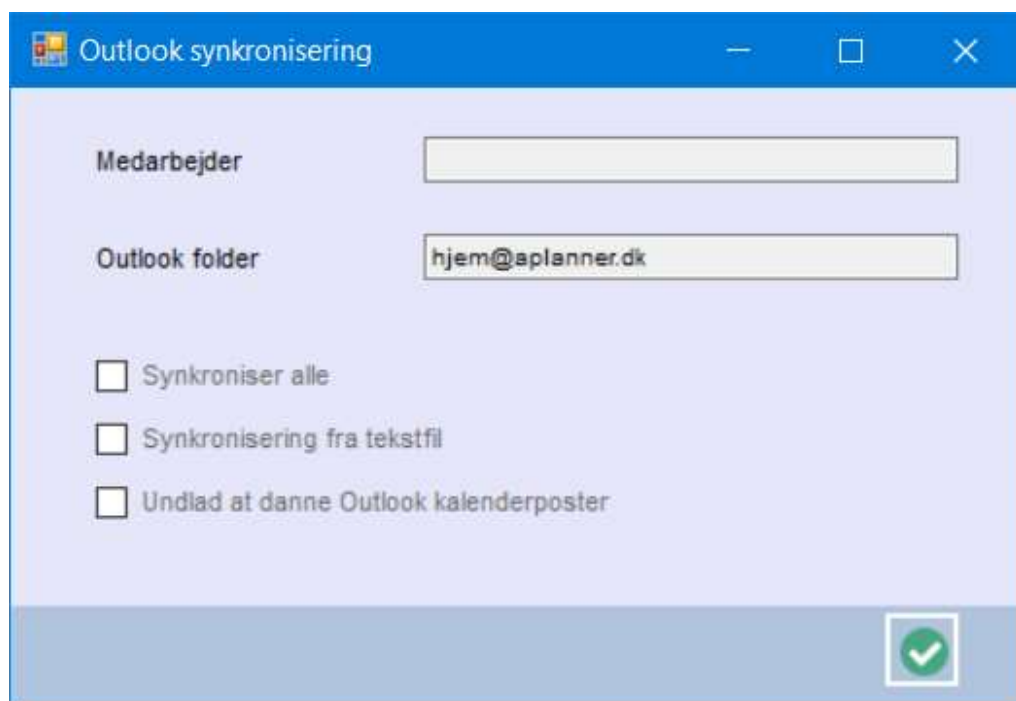 Outlook synkronisering
Medarbejder
Outlook folder
hjem@aplanner.dk
Synkroniser alle
Synkronisering fra tekstfil
Undlad at danne Outlook kalenderposter